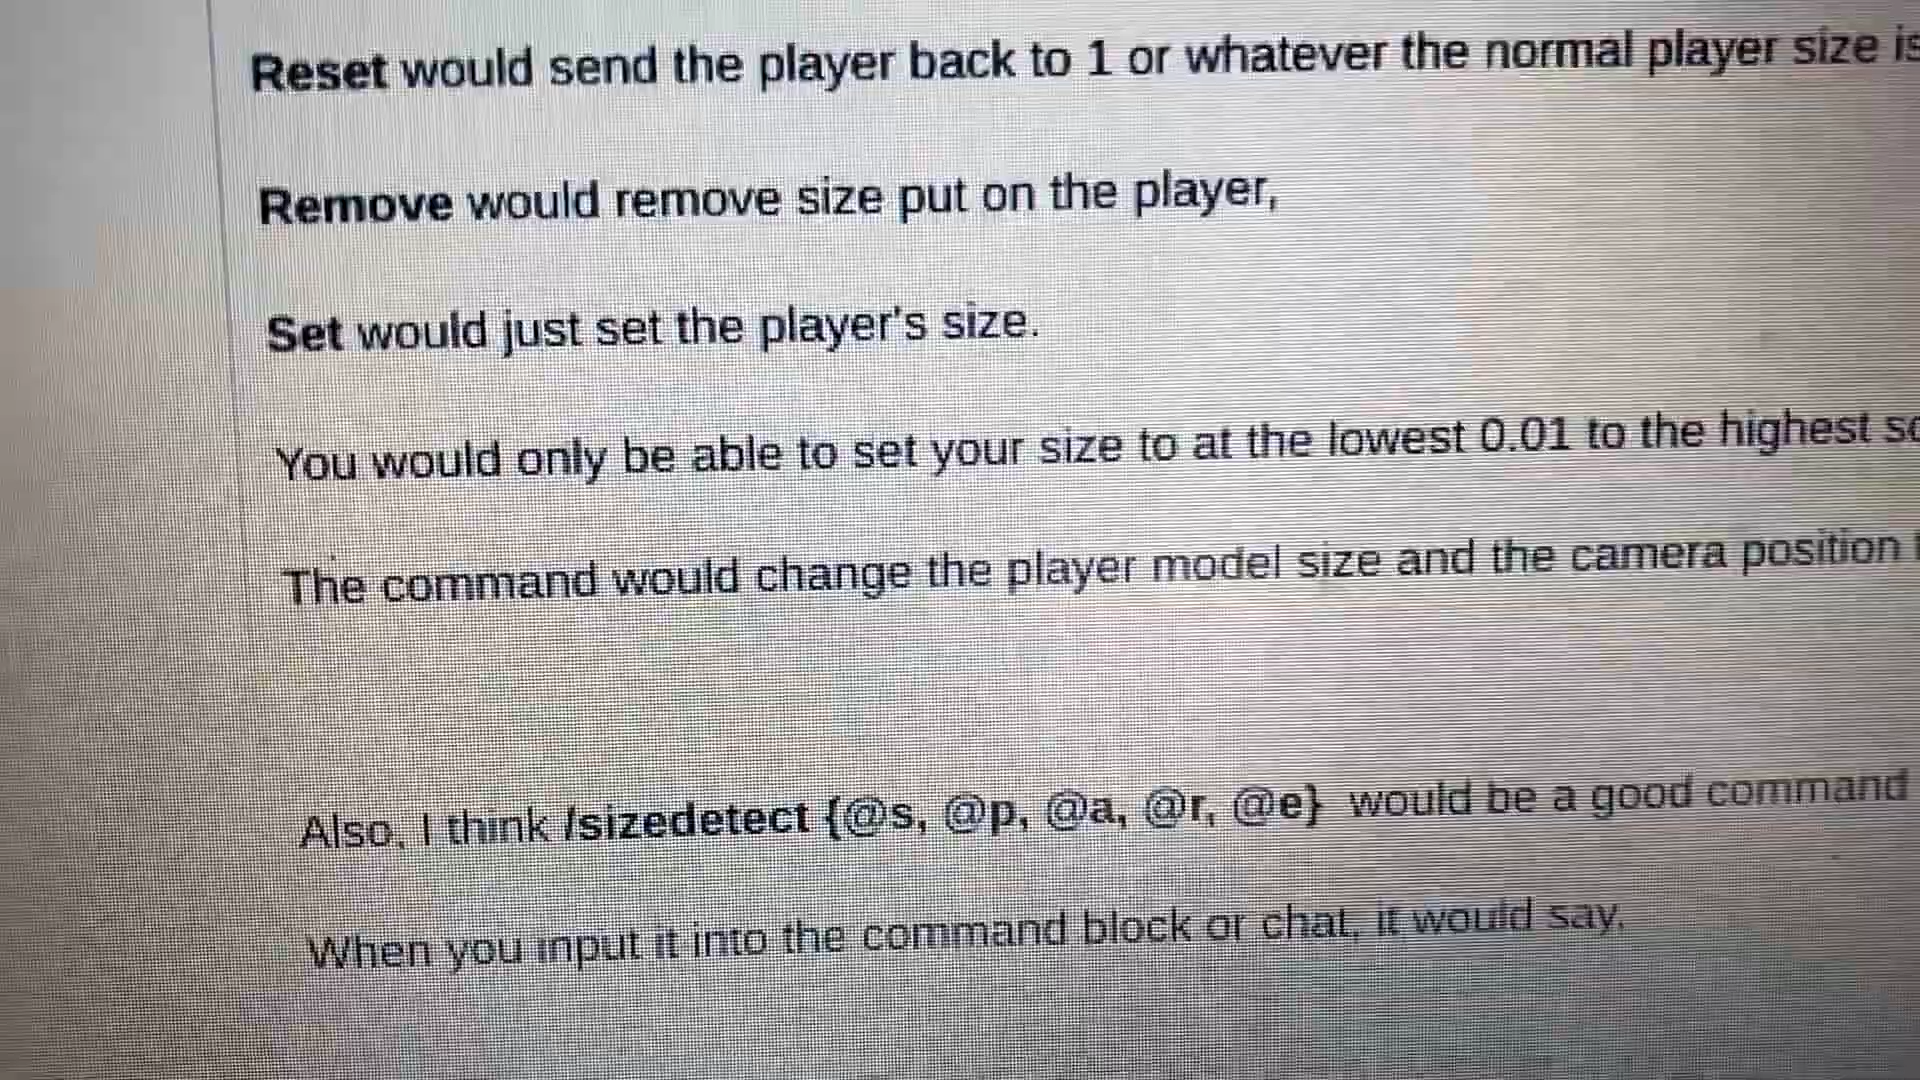 Reset would send the player back to 1 or whatever the normal player size is
Remove would remove size put on the player,
Set would just set the player's size.
You would only be able to set your size to at the lowest 0.01 to the highest
The command would change the player model size and the camera position
Also, I think /sizedetect {@s, @p, @a, @r, @e} would be a good command
When you input it into the command block or chat, it would say,